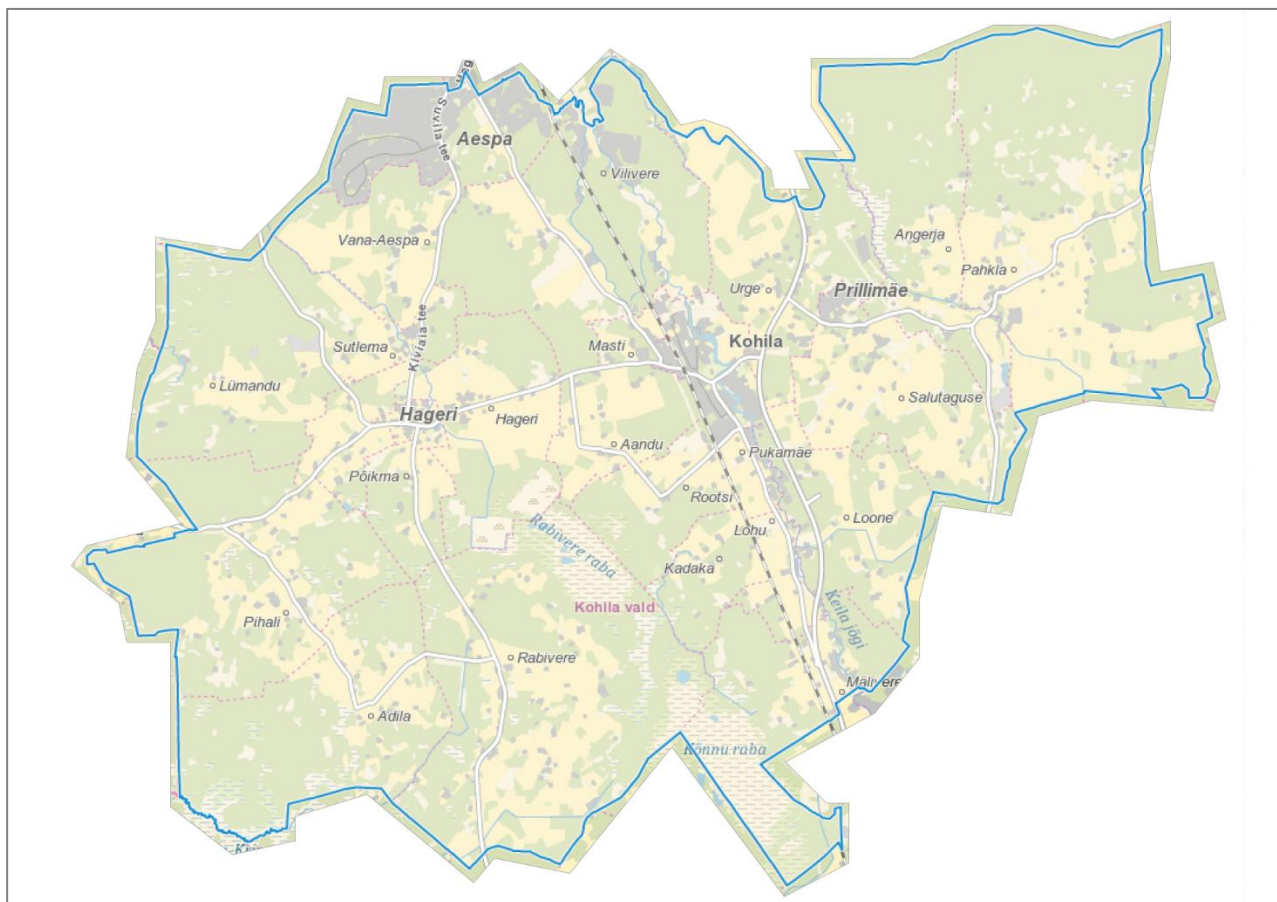 Suvila tee
Aespa
Vilivere
Vana-Aespa
Angerja
Pahkla
Urge
Prillimäe
Kiviaia tee
Sutlema
Masti
Kohila
Lümandu
Hageri
Hageri
Salutaguse
Aandu
Pukamäe
Põikma
Rootsi
Rabivere raba
Lohu
Loone
Kadaka
Kohila vald
Keila jõgi
Pihali
Rabivere
Mälivere
Adila
Kõnnu raba